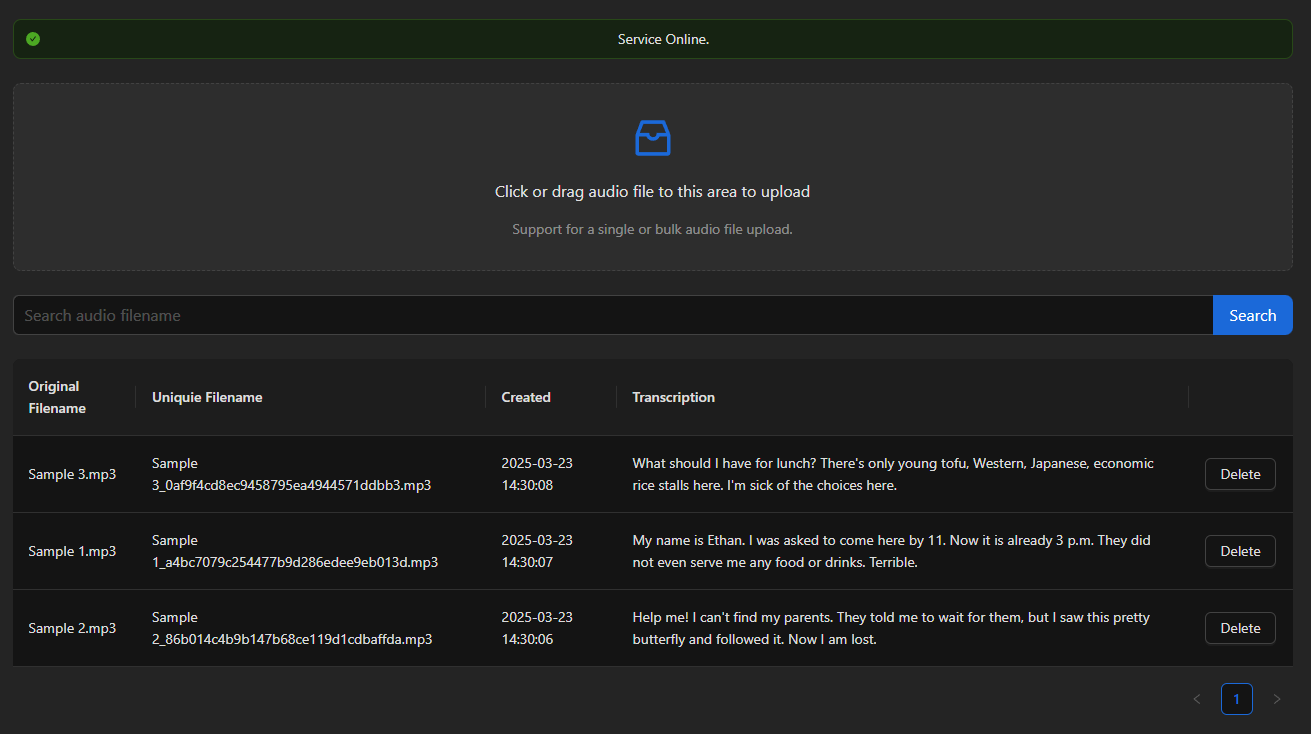 Service Online.
Click or drag audio file to this area to upload
Support for a single or bulk audio file upload.
Search audio filename
Search
Original
Filename
Uniquie Filename
Created
Transcription
Sample 3.mp3
Sample
3_0af9f4cd8ec9458795ea4944571ddbb3.mp3
2025-03-23
14:30:08
What should I have for lunch? There's only young tofu, Western, Japanese, economic
rice stalls here. I'm sick of the choices here.
Delete
Sample 1.mp3
Sample
1_a4bc7079c254477b9d286edee9eb013d.mp3
2025-03-23
14:30:07
My name is Ethan. I was asked to come here by 11. Now it is already 3 p.m. They did
not even serve me any food or drinks. Terrible.
Delete
Sample 2.mp3
Sample
2_86b014c4b9b147b68ce119d1cdbaffda.mp3
2025-03-23
14:30:06
Help me! I can't find my parents. They told me to wait for them, but I saw this pretty
butterfly and followed it. Now I am lost.
Delete
1